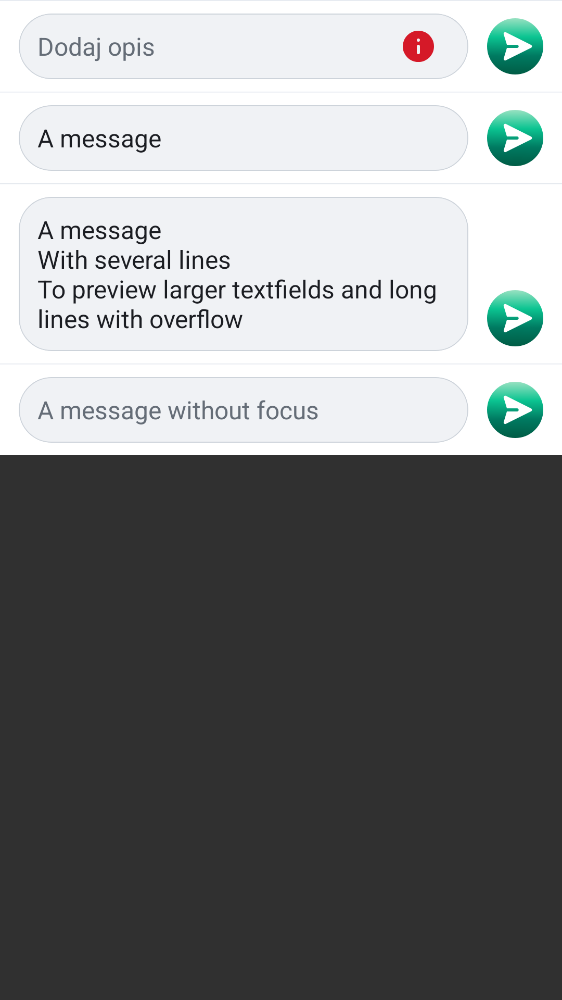 Dodaj opis
A message
A message
With several lines
To preview larger textfields and long
lines with overflow
A message without focus